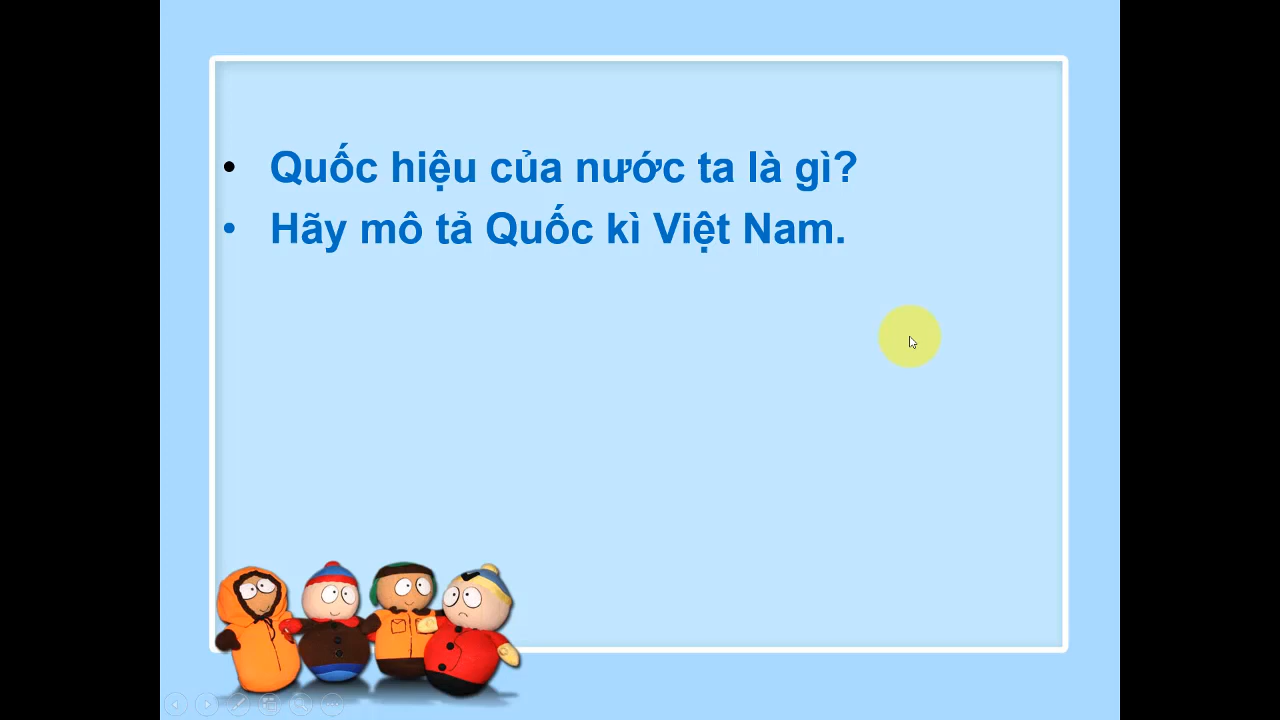 • Quốc hiệu của nước ta là gì?
• Hãy mô tả Quốc kì Việt Nam.